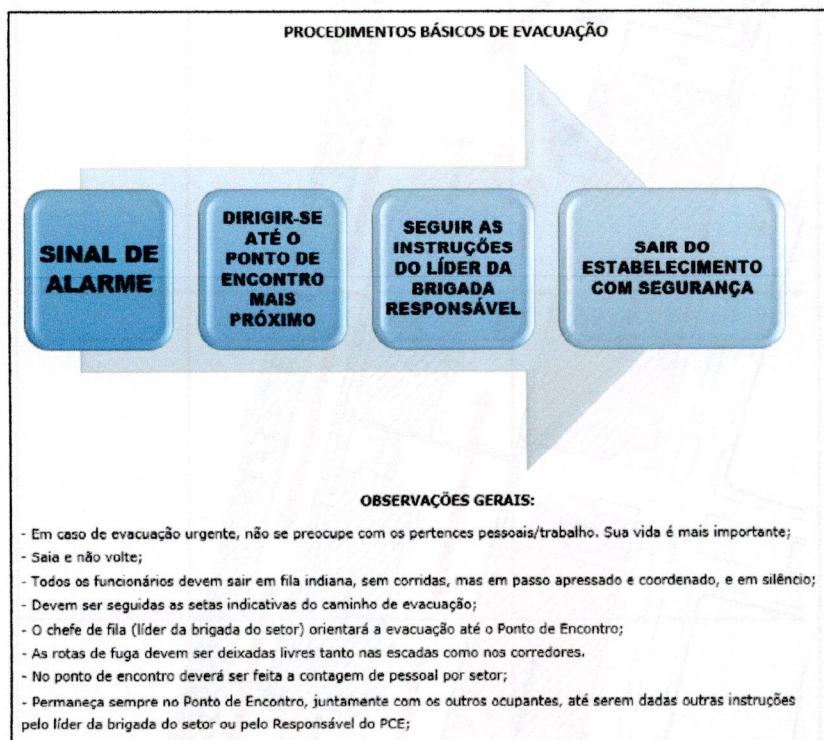 PROCEDIMENTOS BÁSICOS DE EVACUAÇÃO
SINAL DE
ALARME
DIRIGIR-SE
ATÉ O
PONTO DE
ENCONTRO
MAIS
PRÓXIMO
SEGUIR AS
INSTRUÇÕES
DO LÍDER DA
BRIGADA
RESPONSÁVEL
SAIR DO
ESTABELECIMENTO
COM SEGURANÇA
OBSERVAÇÕES GERAIS:
- Em caso de evacuação urgente, não se preocupe com os pertences pessoais/trabalho. Sua vida é mais importante;
- Saia e não volte;
- Todos os funcionários devem sair em fila indiana, sem corridas, mas em passo apressado e coordenado, e em silêncio;
- Devem ser seguidas as setas indicativas do caminho de evacuação;
- O chefe de fila (líder da brigada do setor) orientará a evacuação até o Ponto de Encontro;
- As rotas de fuga devem ser deixadas livres tanto nas escadas como nos corredores.
- No ponto de encontro deverá ser feita a contagem de pessoal por setor;
- Permaneça sempre no Ponto de Encontro, juntamente com os outros ocupantes, até serem dadas outras instruções
pelo líder da brigada do setor ou pelo Responsável do PCE;